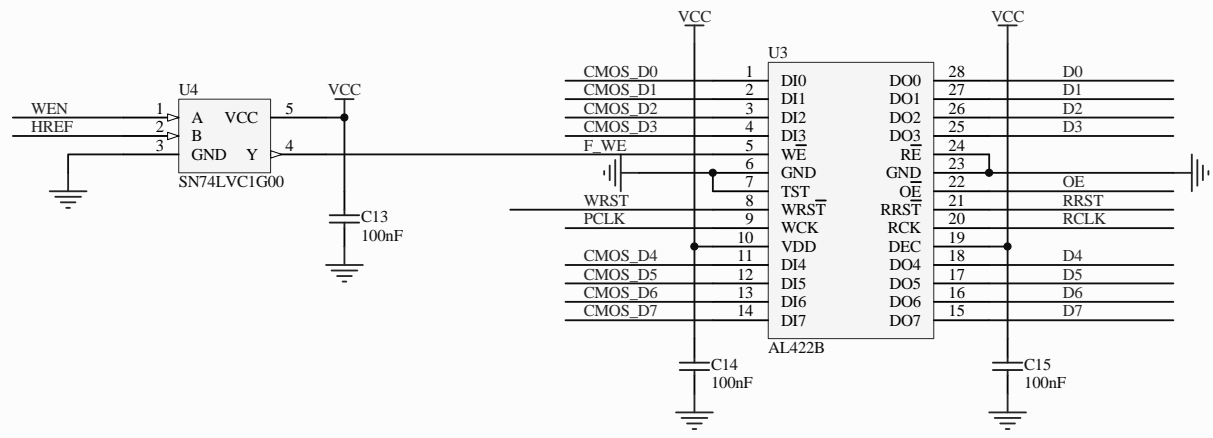 VCC
VCC
U3
CMOS_D0 1 DI0 DO0 28 D0
U4
VCC
CMOS_D1 2 DI1 DO1 27 D1
WEN 1 A VCC 5
CMOS_D2 3 DI2 DO2 26 D2
HREF 2 B
CMOS_D3 4 DI3 DO3 25 D3
3 GND Y 4
F_WE 5 WE RE 24
SN74LVC1G00
6 GND GND 23
7 TST OE 22 OE
WRST 8 WRST RRST 21 RRST
C13
PCLK 9 WCK RCK 20 RCLK
100nF
10 VDD DEC 19
CMOS_D4 11 DI4 DO4 18 D4
CMOS_D5 12 DI5 DO5 17 D5
CMOS_D6 13 DI6 DO6 16 D6
CMOS_D7 14 DI7 DO7 15 D7
AL422B
C14
100nF
C15
100nF